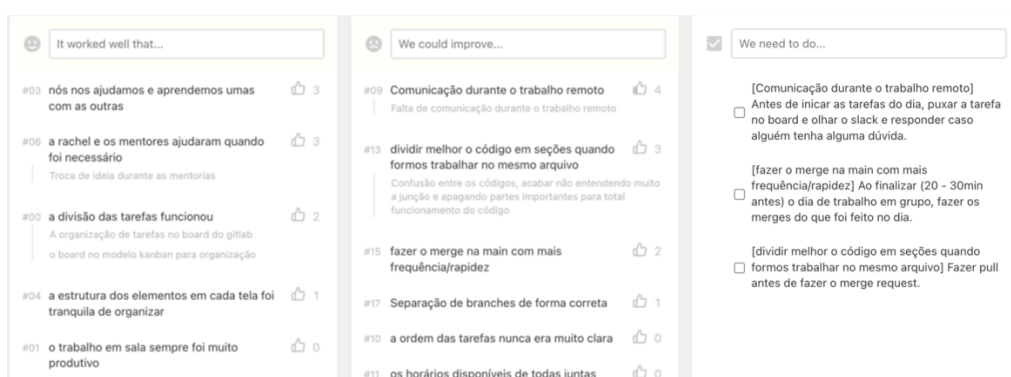 It worked well that...
#03 nós nos ajudamos e aprendemos umas 3
com as outras
#06 a rachel e os mentores ajudaram quando 3
foi necessário
Troca de ideia durante as mentorias
#00 a divisão das tarefas funcionou 2
A organização de tarefas no board do gitlab
o board no modelo kanban para organização
#04 a estrutura dos elementos em cada tela foi 1
tranquila de organizar
#01 o trabalho em sala sempre foi muito 0
produtivo
We could improve...
#09 Comunicação durante o trabalho remoto 4
Falta de comunicação durante o trabalho remoto
#13 dividir melhor o código em seções quando 3
formos trabalhar no mesmo arquivo
Confusão entre os códigos, acabar não entendendo muito
a junção e apagando partes importantes para total
funcionamento do código
#15 fazer o merge na main com mais 2
frequência/rapidez
#17 Separação de branches de forma correta 1
#10 a ordem das tarefas nunca era muito clara 0
#11 os horários disponíveis de todas juntas 0
We need to do...
[Comunicação durante o trabalho remoto]
Antes de inicar as tarefas do dia, puxar a tarefa
no board e olhar o slack e responder caso
alguém tenha alguma dúvida.
[fazer o merge na main com mais
frequência/rapidez] Ao finalizar (20 - 30min
antes) o dia de trabalho em grupo, fazer os
merges do que foi feito no dia.
[dividir melhor o código em seções quando
formos trabalhar no mesmo arquivo] Fazer pull
antes de fazer o merge request.